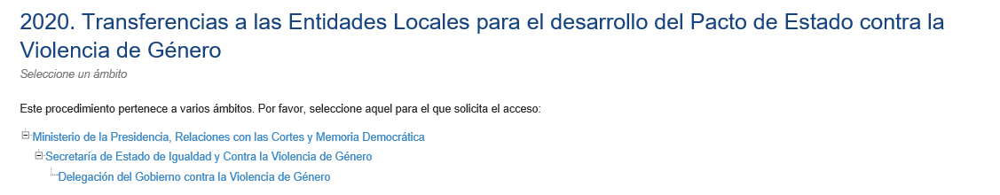 2020. Transferencias a las Entidades Locales para el desarrollo del Pacto de Estado contra la
Violencia de Género
Seleccione un ámbito
Este procedimiento pertenece a varios ámbitos. Por favor, seleccione aquel para el que solicita el acceso:
Ministerio de la Presidencia, Relaciones con las Cortes y Memoria Democrática
Secretaría de Estado de Igualdad y Contra la Violencia de Género
Delegación del Gobierno contra la Violencia de Género